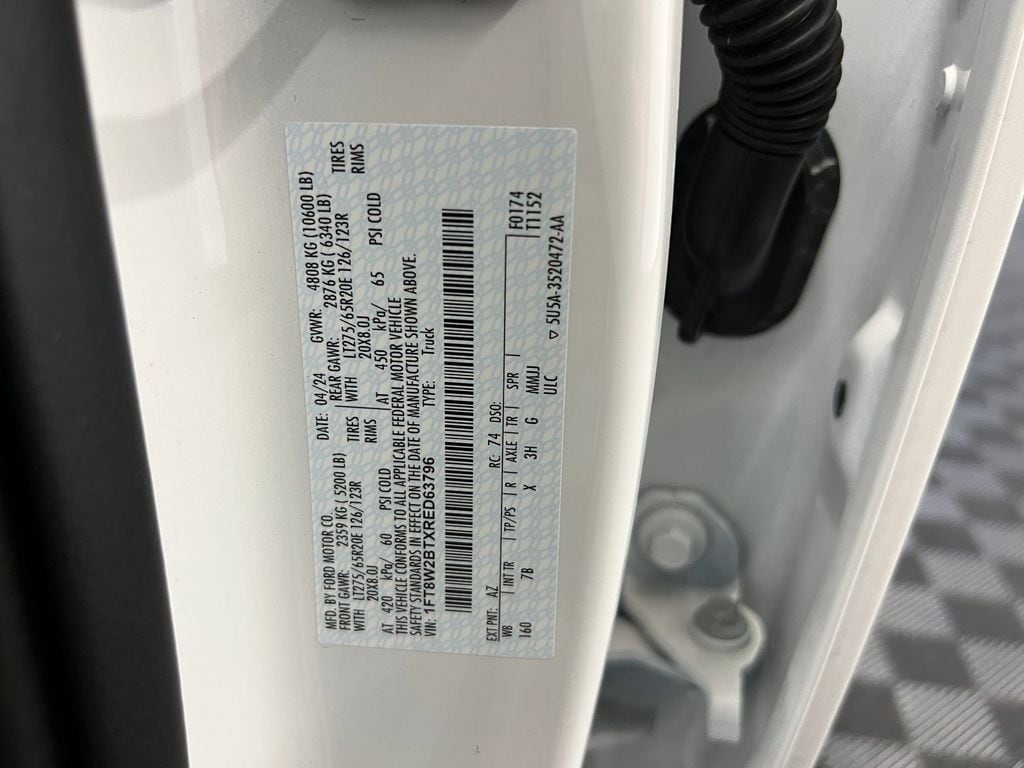 MFD. BY FORD MOTOR CO. DATE: 04/24 GVWR: 4808 KG (10600 LB)
FRONT GAWR: 2359 KG ( 5200 LB) REAR GAWR: 2876 KG ( 6340 LB)
WITH LT275/65R20E 126/123R TIRES WITH LT275/65R20E 126/123R TIRES
20X8.0J RIMS 20X8.0J RIMS
AT 420 kPa/ 60 PSI COLD AT 450 kPa/ 65 PSI COLD
THIS VEHICLE CONFORMS TO ALL APPLICABLE FEDERAL MOTOR VEHICLE
SAFETY STANDARDS IN EFFECT ON THE DATE OF MANUFACTURE SHOWN ABOVE.
VIN: 1FT8W2BTXRED63796 TYPE: Truck
EXT PNT: AZ RC: 74 DSO: F0174
WB INT TR TP/PS R AXLE TR SPR T1152
160 7B X 3H G MMUJ
ULC 5U5A-3520472-AA